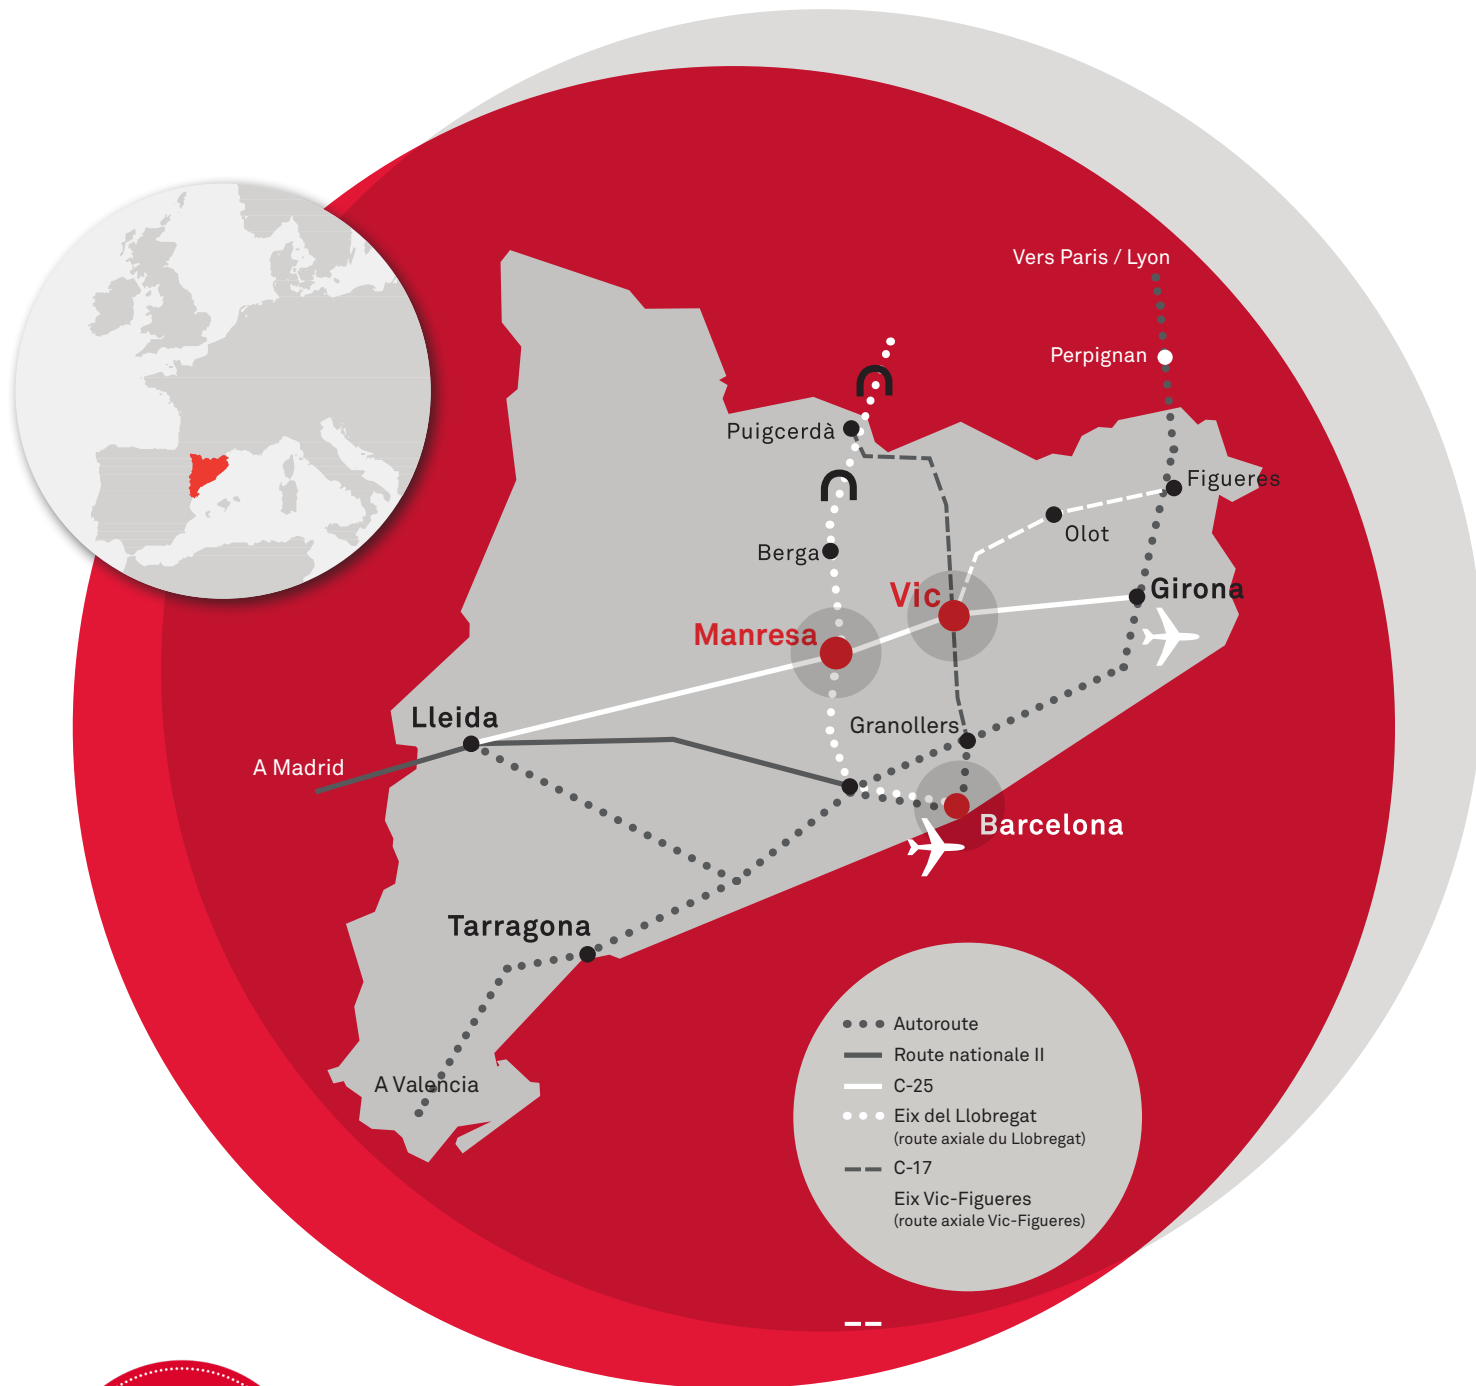 Vers Paris / Lyon
Perpignan
Puigcerdà
Figueres
Olot
Berga
Vic
Girona
Manresa
Lleida
Granollers
A Madrid
Barcelona
Tarragona
A Valencia
Autoroute
Route nationale II
C-25
Eix del Llobregat
(route axiale du Llobregat)
C-17
Eix Vic-Figueres
(route axiale Vic-Figueres)